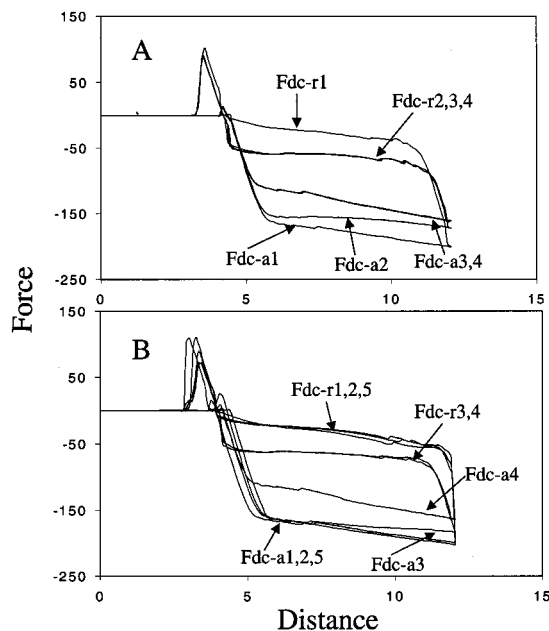 150
A
50
Fdc-r1
Fdc-r2,3,4
-50
-150
Fdc-a1
Fdc-a2
Fdc-a3,4
-250
0
5
10
15
Force
150
B
50
Fdc-r1,2,5
Fdc-r3,4
-50
Fdc-a4
-150
Fdc-a1,2,5
Fdc-a3
-250
0
5
10
15
Distance